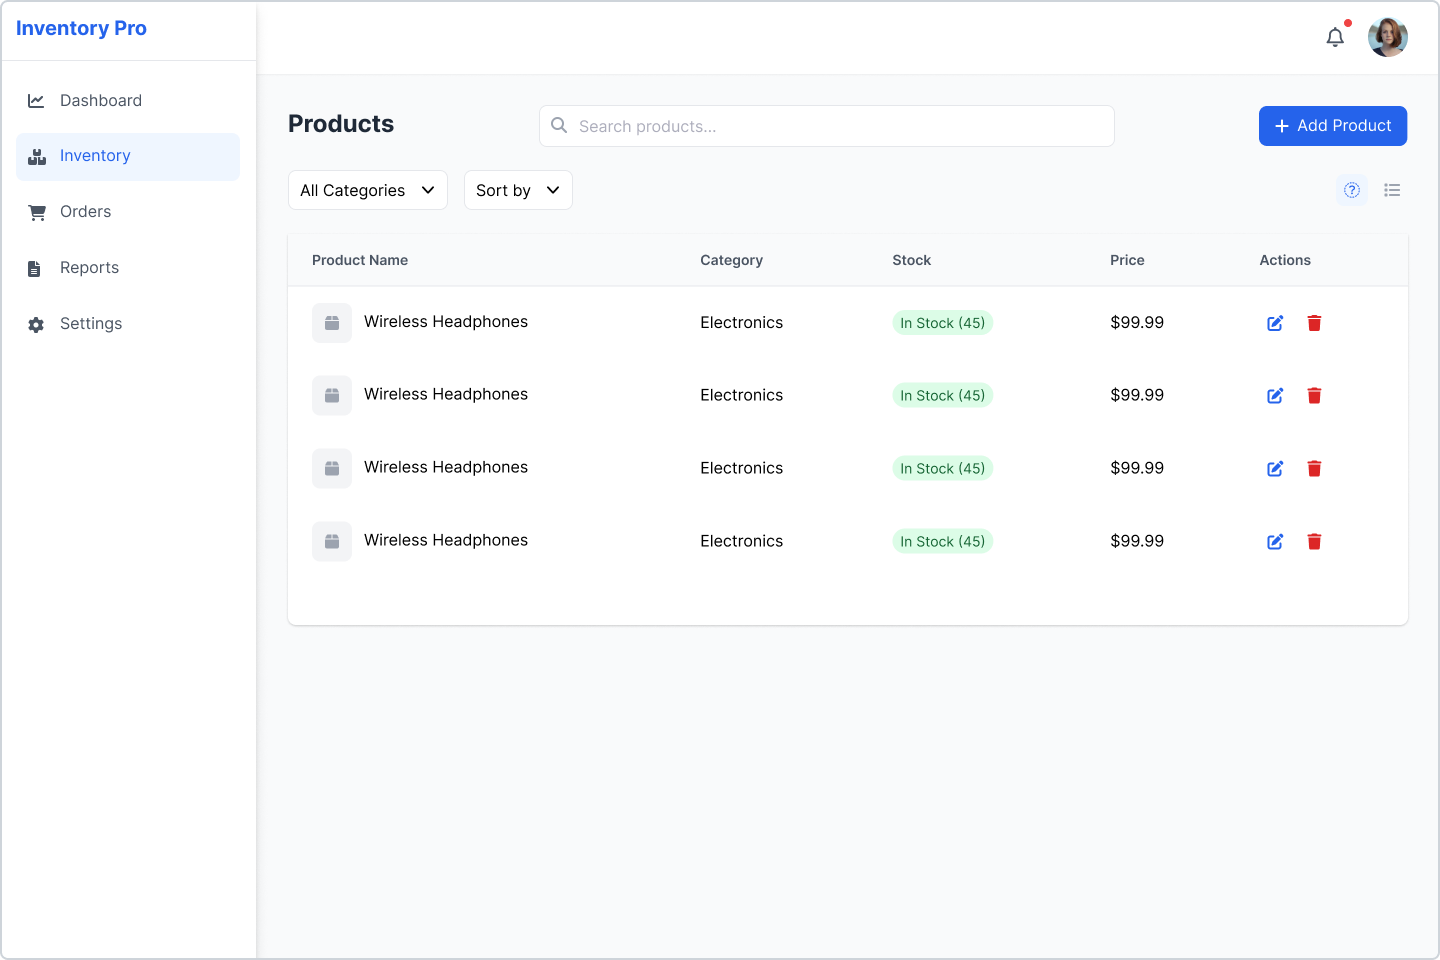 Inventory Pro
Dashboard
Inventory
Orders
Reports
Settings
Products
Search products...
+ Add Product
All Categories
Sort by
?
Product Name Category Stock Price Actions
Wireless Headphones Electronics In Stock (45) $99.99
Wireless Headphones Electronics In Stock (45) $99.99
Wireless Headphones Electronics In Stock (45) $99.99
Wireless Headphones Electronics In Stock (45) $99.99